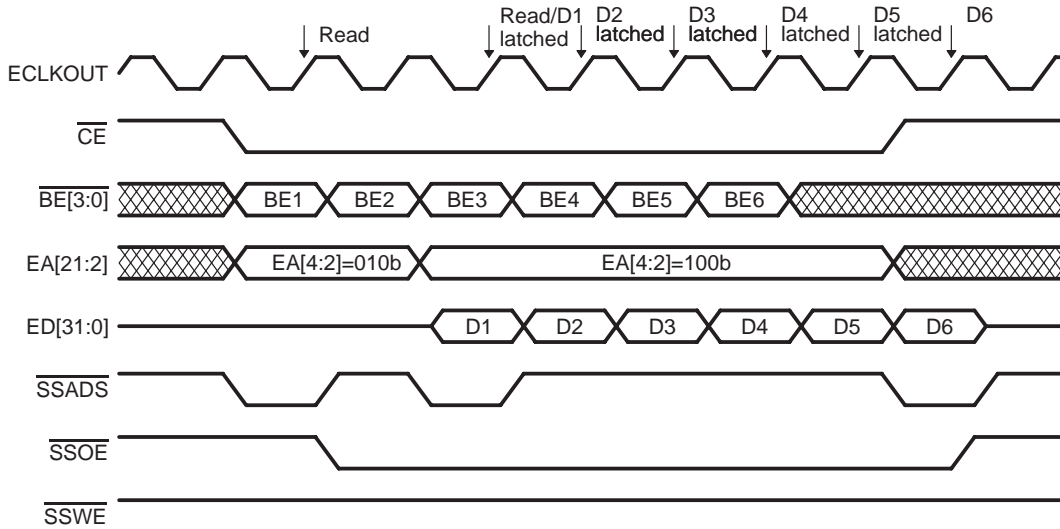 Read
Read/D1
latched
D2
latched
D3
latched
D4
latched
D5
latched
D6
ECLKOUT
CE
BE[3:0]
BE1 BE2 BE3 BE4 BE5 BE6
EA[21:2]
EA[4:2]=010b EA[4:2]=100b
ED[31:0]
D1 D2 D3 D4 D5 D6
SSADS
SSOE
SSWE